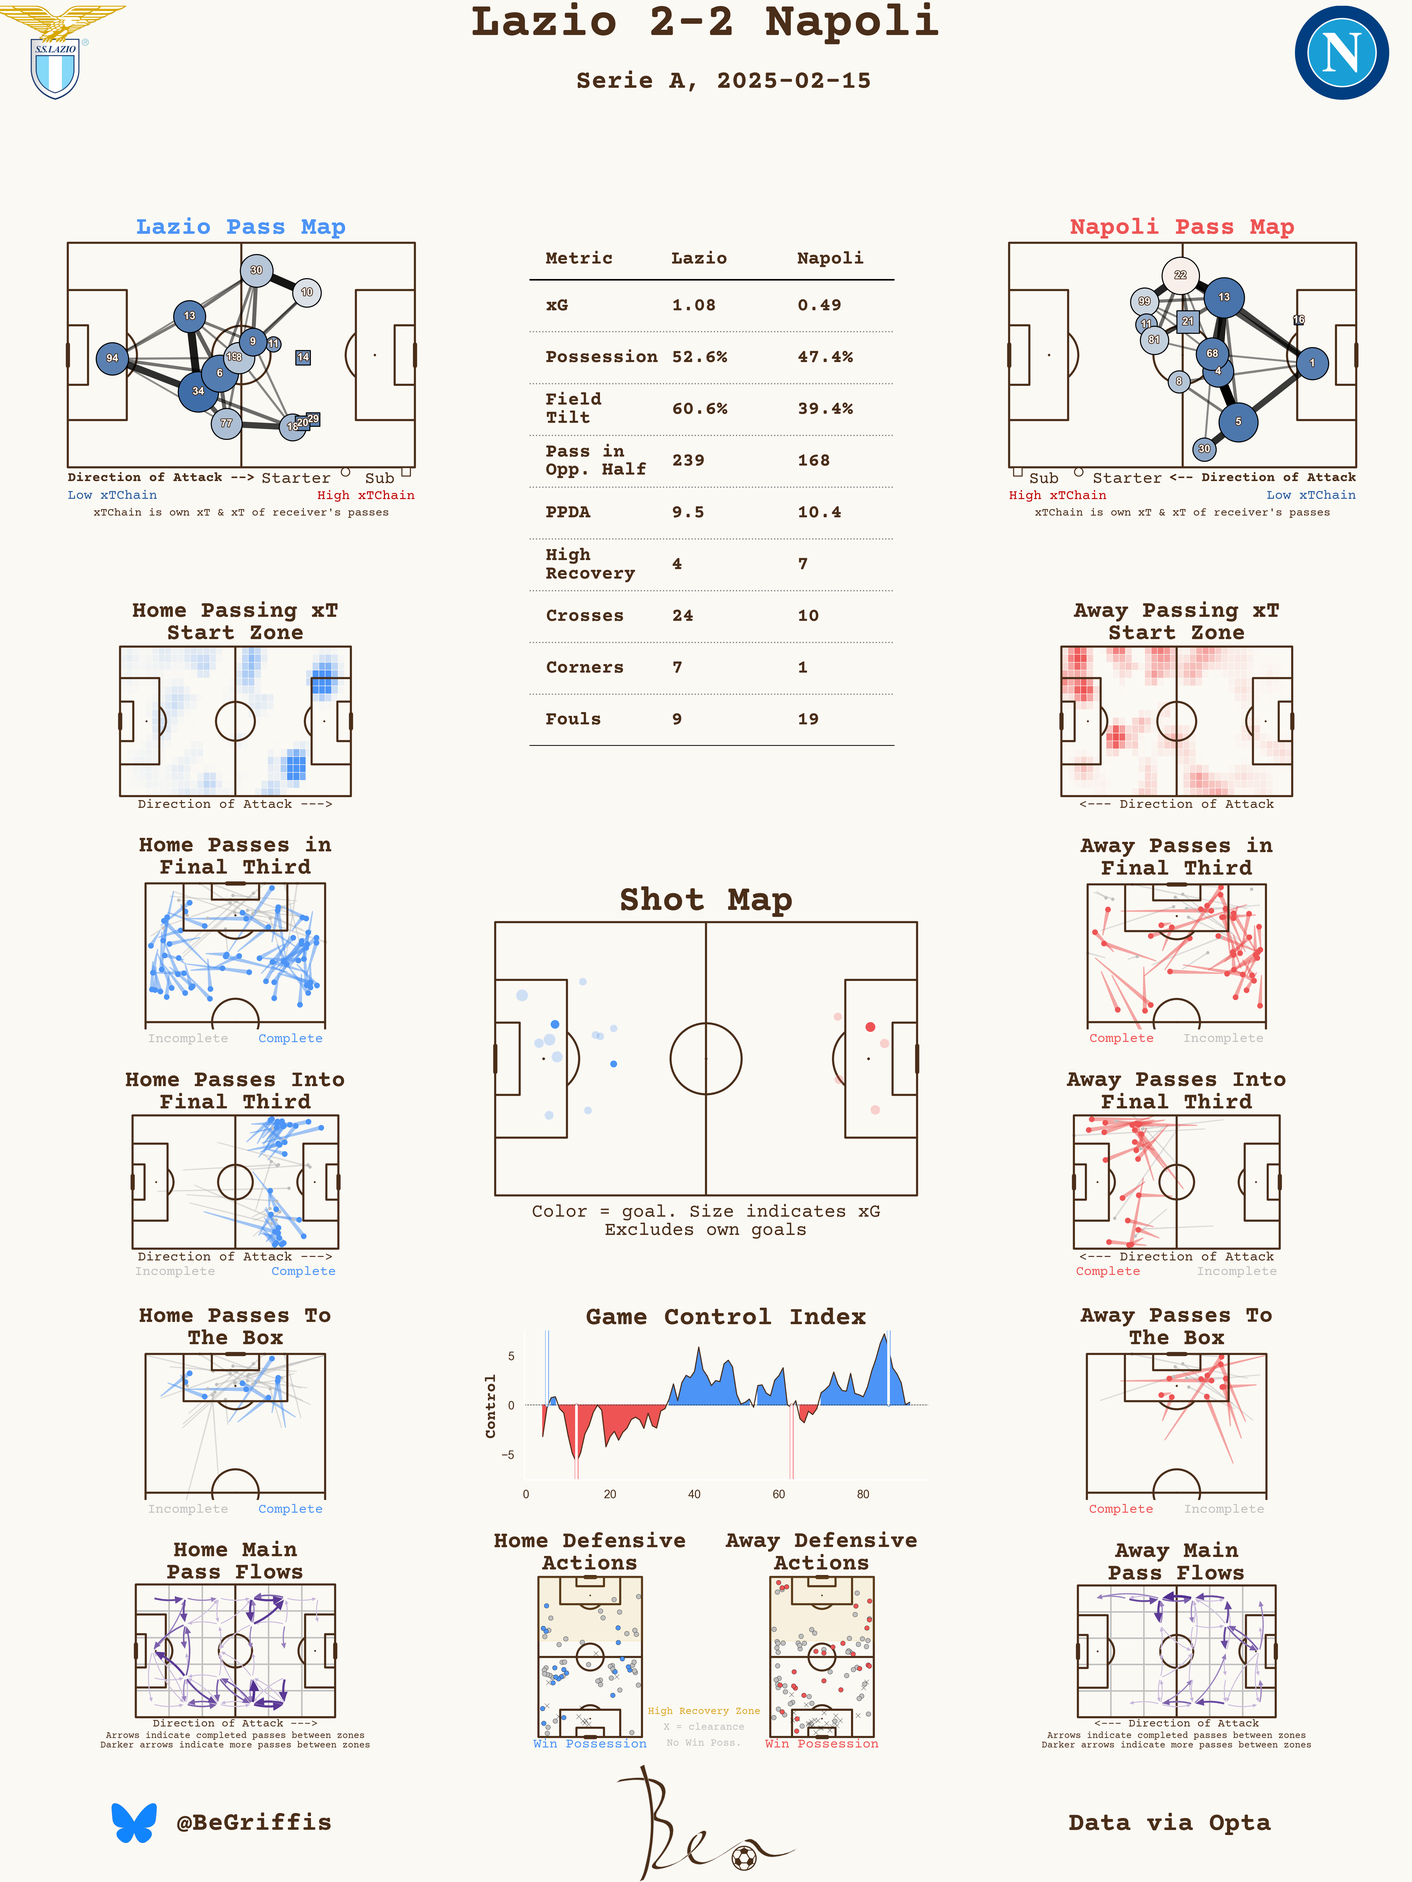 Lazio 2-2 Napoli
Serie A, 2025-02-15
S.S.LAZIO
®
N
Lazio Pass Map
30
10
13
9
11
94
14
6
34
77
18
20
29
Direction of Attack --> Starter Sub
Low xTChain High xTChain
xTChain is own xT & xT of receiver's passes
Metric Lazio Napoli
xG 1.08 0.49
Possession 52.6% 47.4%
Field
Tilt 60.6% 39.4%
Pass in
Opp. Half 239 168
PPDA 9.5 10.4
High
Recovery 4 7
Crosses 24 10
Corners 7 1
Fouls 9 19
Napoli Pass Map
22
99
13
11
21
16
81
68
4
1
8
5
30
Sub Starter <-- Direction of Attack
High xTChain Low xTChain
xTChain is own xT & xT of receiver's passes
Home Passing xT
Start Zone
Direction of Attack --->
Away Passing xT
Start Zone
<--- Direction of Attack
Home Passes in
Final Third
Incomplete Complete
Away Passes in
Final Third
Complete Incomplete
Shot Map
Color = goal. Size indicates xG
Excludes own goals
Home Passes Into
Final Third
Direction of Attack --->
Incomplete Complete
Away Passes Into
Final Third
<--- Direction of Attack
Complete Incomplete
Home Passes To
The Box
Incomplete Complete
Game Control Index
Control
5
0
−5
0 20 40 60 80
Away Passes To
The Box
Complete Incomplete
Home Main
Pass Flows
Direction of Attack --->
Arrows indicate completed passes between zones
Darker arrows indicate more passes between zones
Home Defensive
Actions
Win Possession
High Recovery Zone
X = clearance
No Win Poss.
Away Defensive
Actions
Win Possession
Away Main
Pass Flows
<--- Direction of Attack
Arrows indicate completed passes between zones
Darker arrows indicate more passes between zones
@BeGriffis
Data via Opta